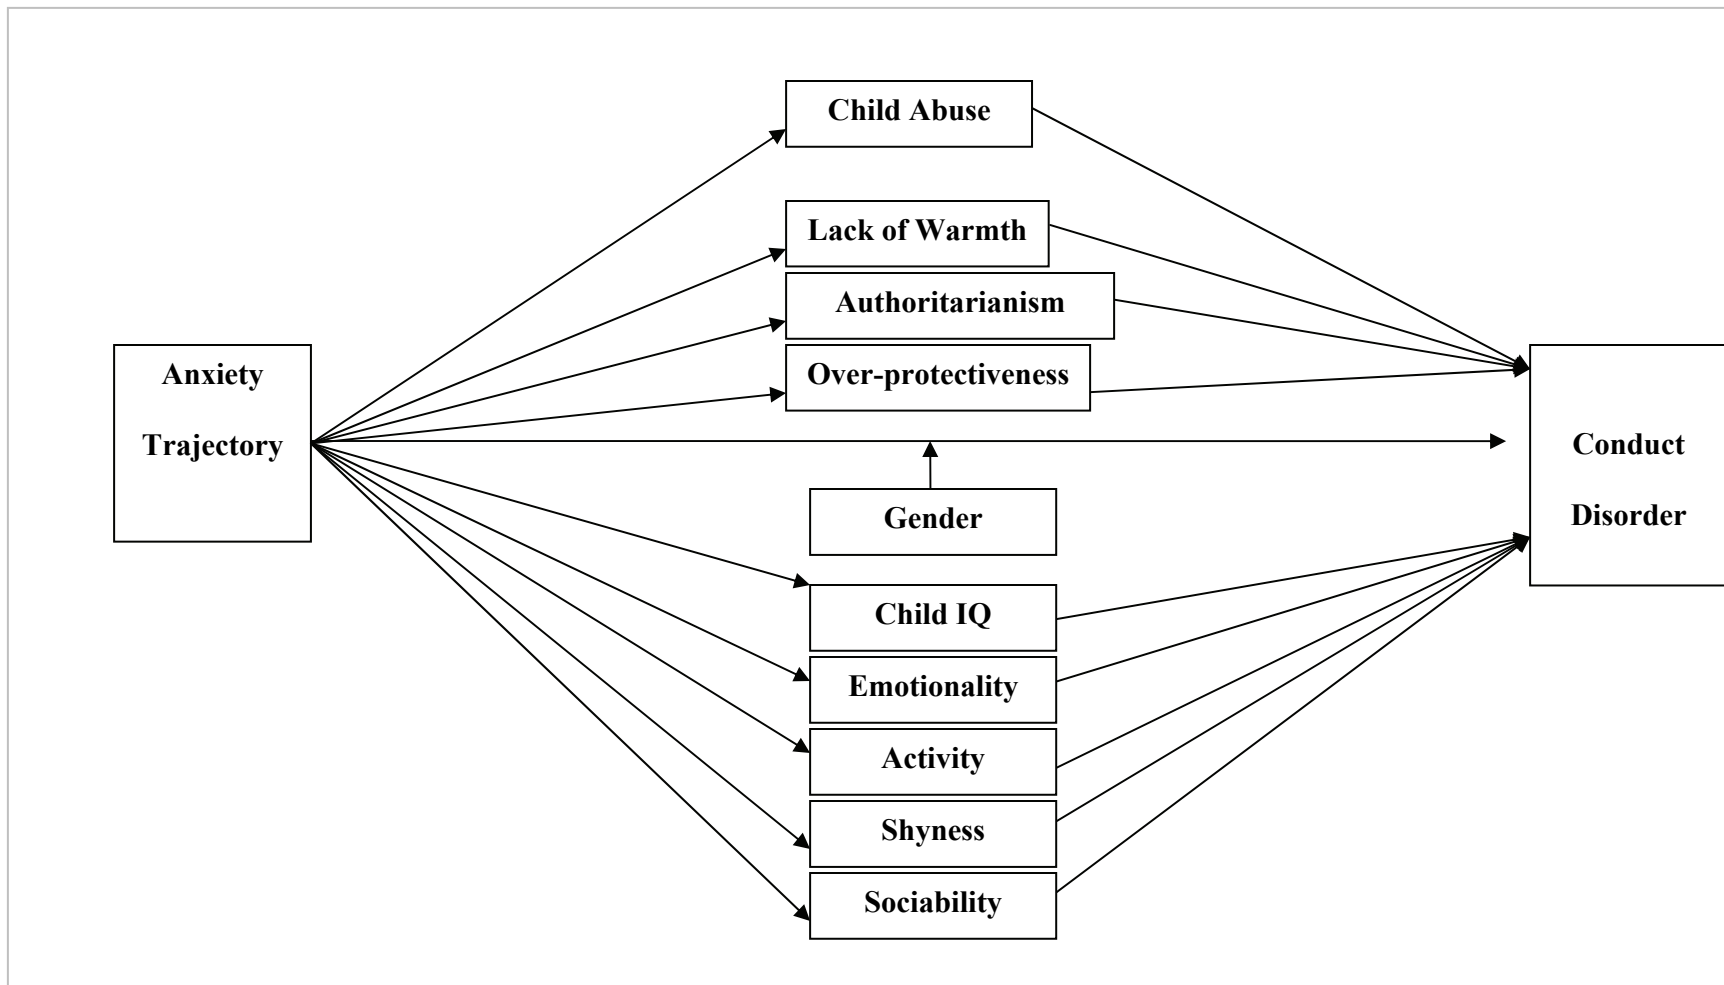 Child Abuse
Lack of Warmth
Authoritarianism
Over-protectiveness
Anxiety
Trajectory
Gender
Conduct
Disorder
Child IQ
Emotionality
Activity
Shyness
Sociability